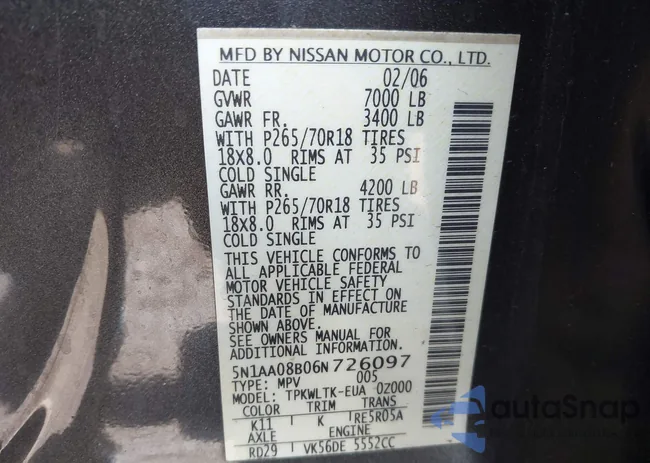 MFD BY NISSAN MOTOR CO., LTD.
DATE 02/06
GVWR 7000 LB
GAWR FR. 3400 LB
WITH P265/70R18 TIRES
18X8.0 RIMS AT 35 PSI
COLD SINGLE
GAWR RR. 4200 LB
WITH P265/70R18 TIRES
18X8.0 RIMS AT 35 PSI
COLD SINGLE
THIS VEHICLE CONFORMS TO
ALL APPLICABLE FEDERAL
MOTOR VEHICLE SAFETY
STANDARDS IN EFFECT ON
THE DATE OF MANUFACTURE
SHOWN ABOVE.
SEE OWNERS MANUAL FOR
ADDITIONAL INFORMATION
5N1AA08B06N726097
TYPE: MPV 005
MODEL: TPKWLTK-EUA 0Z000
COLOR TRIM TRANS
K11 K RE5R05A
AXLE ENGINE
RD29 VK56DE 5552CC
autoSnap